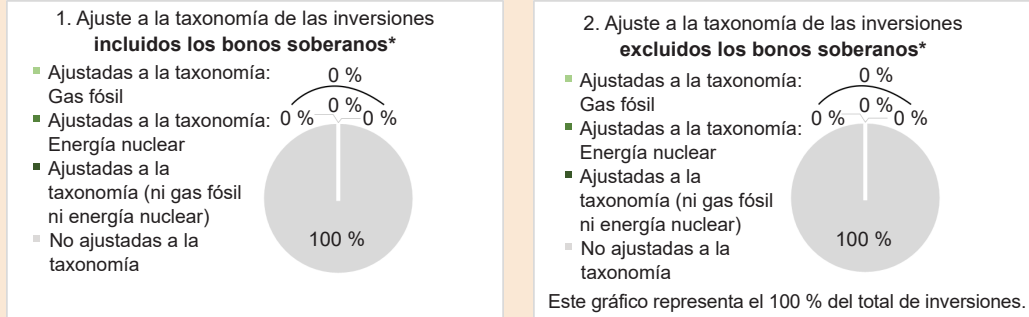 1. Ajuste a la taxonomía de las inversiones
incluidos los bonos soberanos*
Ajustadas a la taxonomía:
Gas fósil
Ajustadas a la taxonomía:
Energía nuclear
Ajustadas a la
taxonomía (ni gas fósil
ni energía nuclear)
No ajustadas a la
taxonomía
0 %
0 %
0 %
0 %
100 %
2. Ajuste a la taxonomía de las inversiones
excluidos los bonos soberanos*
Ajustadas a la taxonomía:
Gas fósil
Ajustadas a la taxonomía:
Energía nuclear
Ajustadas a la
taxonomía (ni gas fósil
ni energía nuclear)
No ajustadas a la
taxonomía
0 %
0 %
0 %
0 %
100 %
Este gráfico representa el 100 % del total de inversiones.